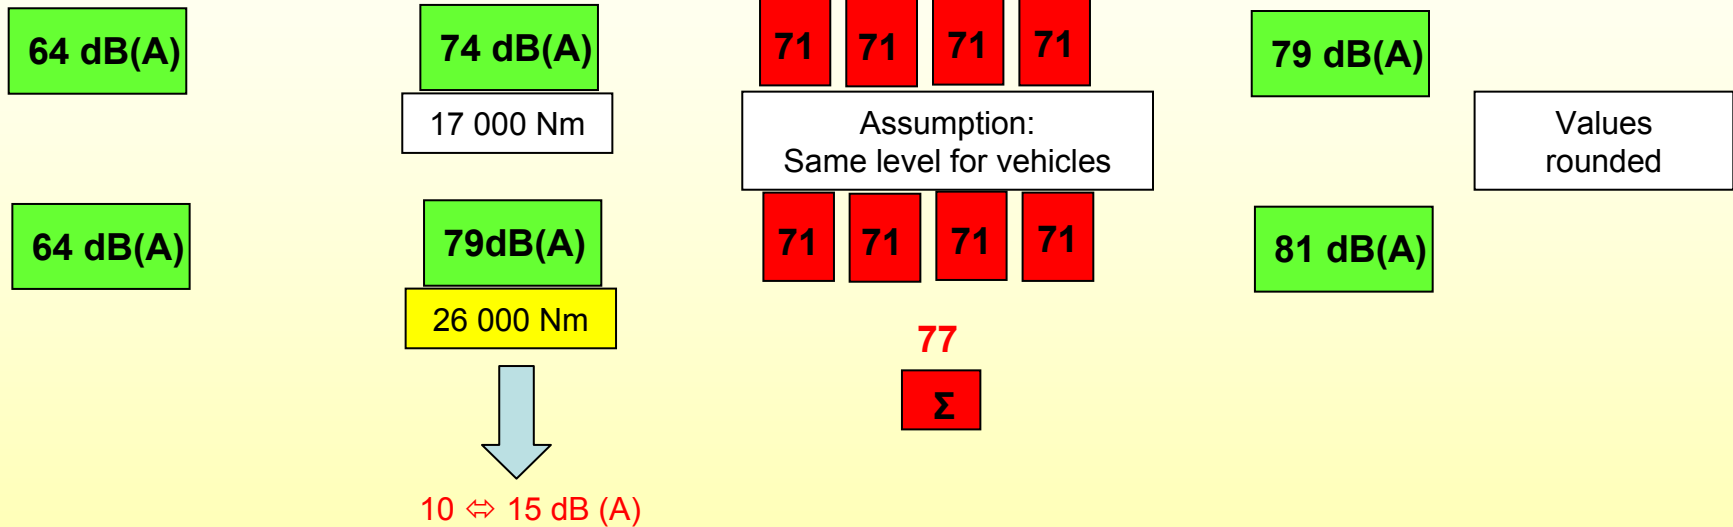 64 dB(A)
74 dB(A)
71 71 71 71
79 dB(A)
17 000 Nm
Assumption:
Same level for vehicles
Values
rounded
64 dB(A)
79dB(A)
71 71 71 71
81 dB(A)
26 000 Nm
77
Σ
10 ⇔ 15 dB (A)